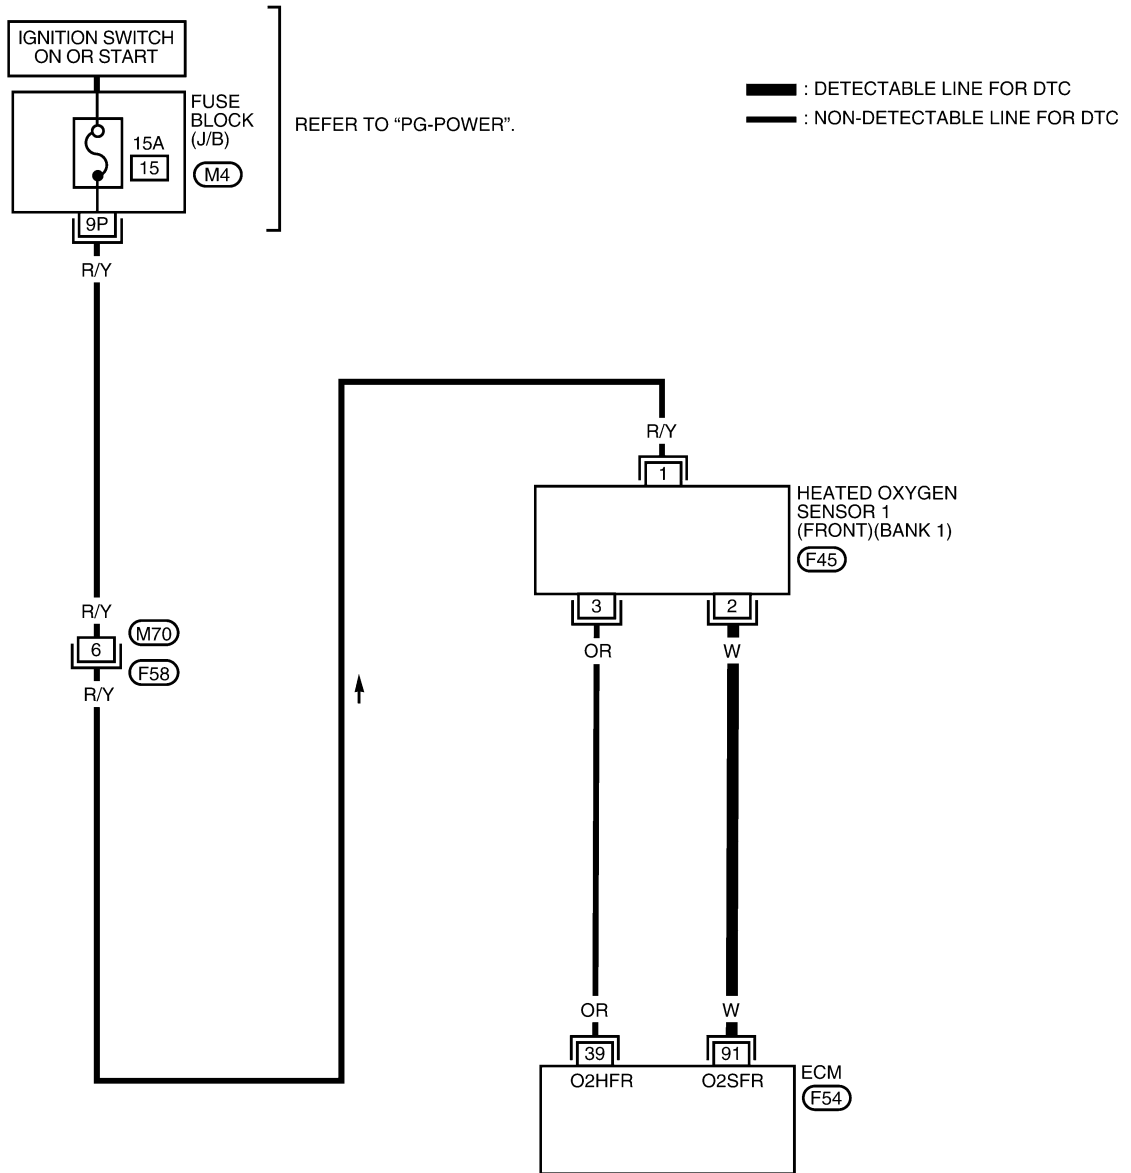 IGNITION SWITCH
ON OR START
FUSE
BLOCK
(J/B)
15A
15
M4
REFER TO “PG-POWER”.
: DETECTABLE LINE FOR DTC
: NON-DETECTABLE LINE FOR DTC
9P
R/Y
R/Y
1
HEATED OXYGEN
SENSOR 1
(FRONT)(BANK 1)
F45
R/Y
M70
6
F58
R/Y
3
2
OR
W
OR
W
39
91
O2HFR
O2SFR
ECM
F54